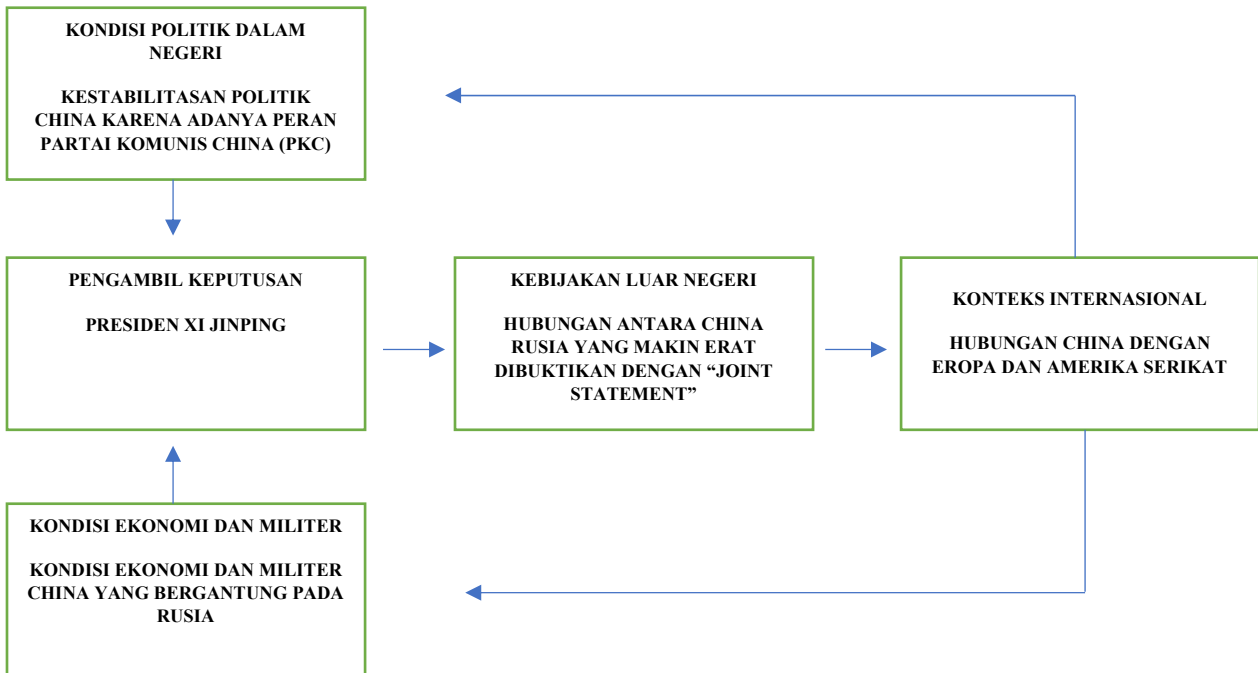 KONDISI POLITIK DALAM
NEGERI
KESTABILITASAN POLITIK
CHINA KARENA ADANYA PERAN
PARTAI KOMUNIS CHINA (PKC)
PENGAMBIL KEPUTUSAN
PRESIDEN XI JINPING
KEBIJAKAN LUAR NEGERI
HUBUNGAN ANTARA CHINA
RUSIA YANG MAKIN ERAT
DIBUKTIKAN DENGAN “JOINT
STATEMENT”
KONTEKS INTERNASIONAL
HUBUNGAN CHINA DENGAN
EROPA DAN AMERIKA SERIKAT
KONDISI EKONOMI DAN MILITER
KONDISI EKONOMI DAN MILITER
CHINA YANG BERGANTUNG PADA
RUSIA